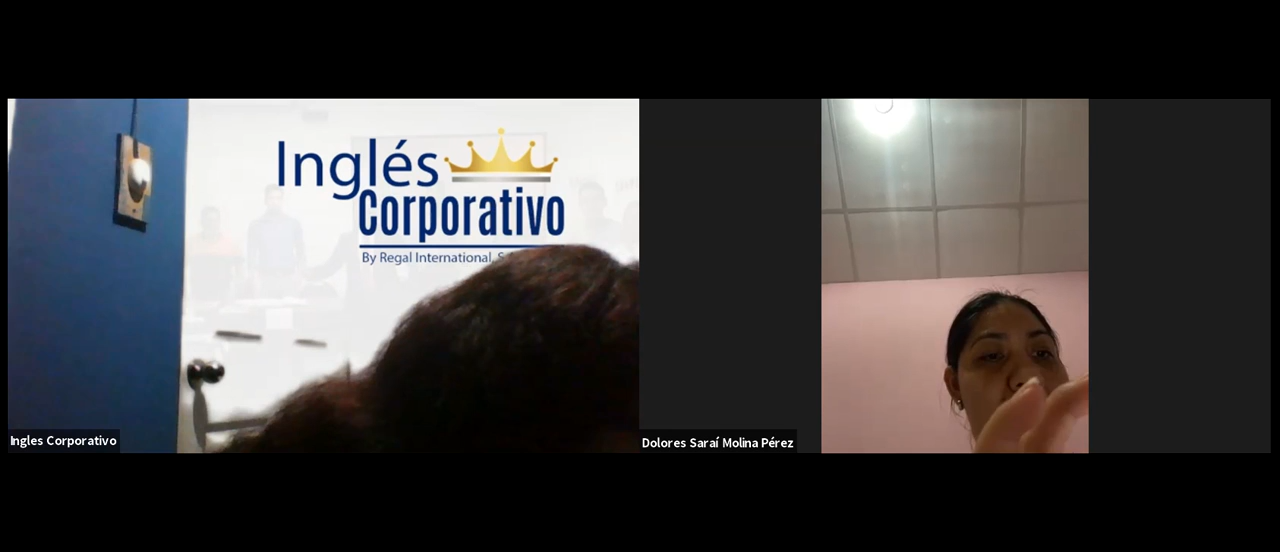 Inglés
Corporativo
By Regal International, S
Ingles Corporativo
Dolores Saraí Molina Pérez